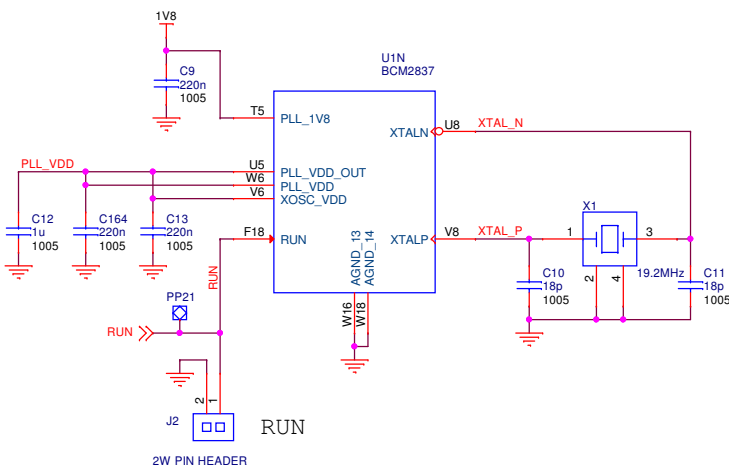 1V8
C9
220n
1005
U1N
BCM2837
T5
PLL_1V8
XTALN
U8
XTAL_N
PLL_VDD
U5
PLL_VDD_OUT
W6
PLL_VDD
V6
XOSC_VDD
C12
1u
1005
C164
220n
1005
C13
220n
1005
F18
RUN
XTALP
V8
XTAL_P
X1
1
3
2
4
19.2MHz
C10
18p
1005
C11
18p
1005
AGND_13
AGND_14
W16
W18
RUN
PP21
RUN
2
1
J2
RUN
2W PIN HEADER